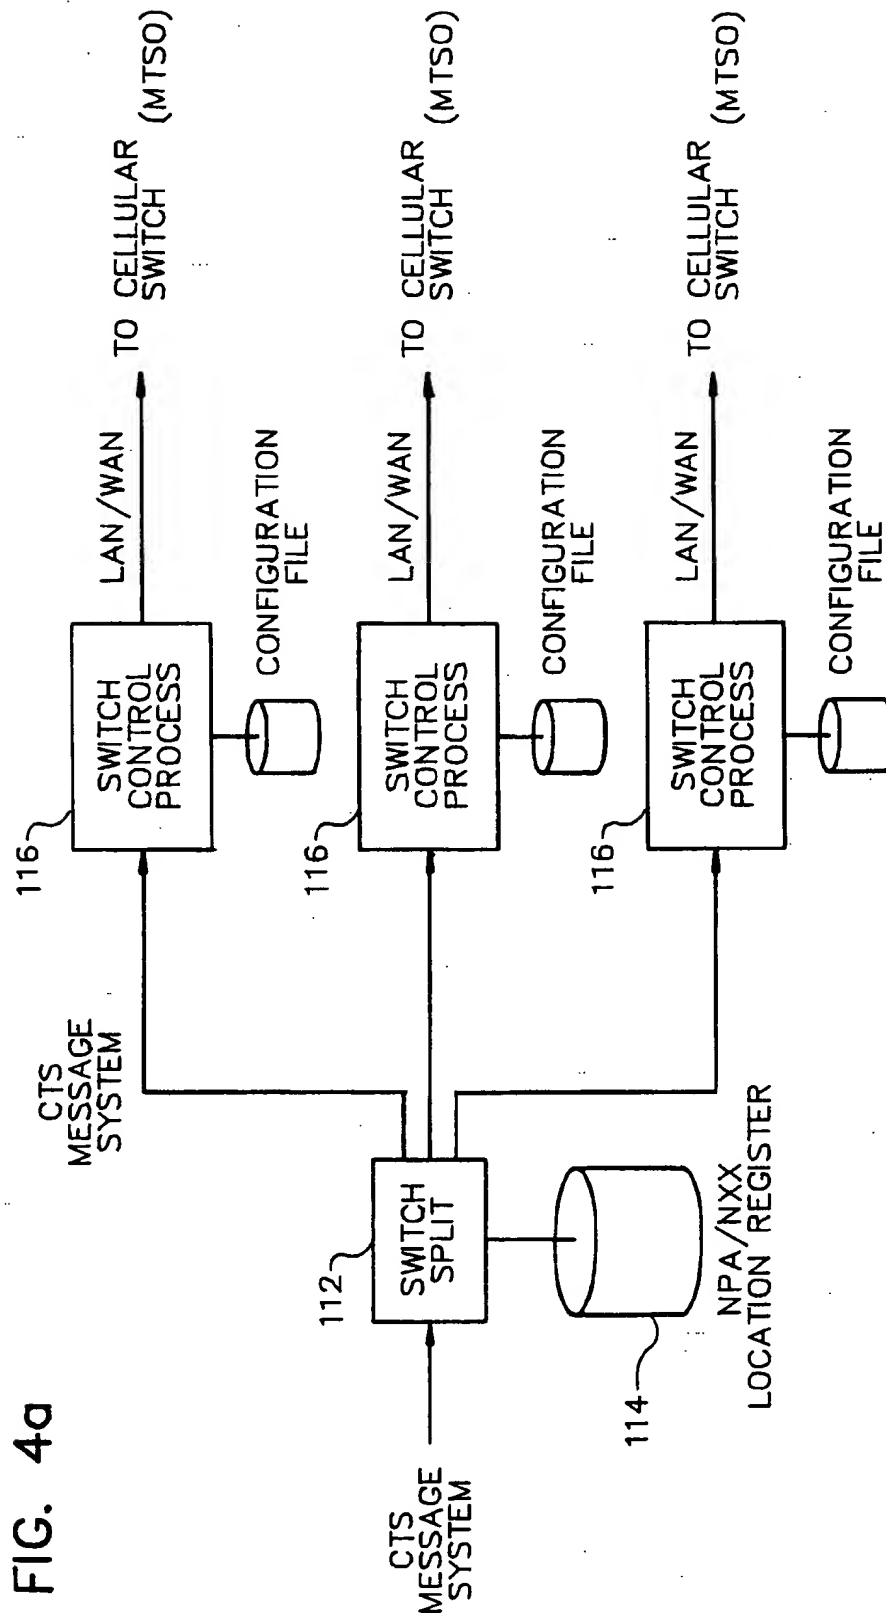 FIG. 4a
CTS
MESSAGE
SYSTEM
112
SWITCH
SPLIT
114
NPA/NXX
LOCATION REGISTER
CTS
MESSAGE
SYSTEM
116
SWITCH
CONTROL
PROCESS
CONFIGURATION
FILE
LAN/WAN
TO CELLULAR
SWITCH (MTSO)
116
SWITCH
CONTROL
PROCESS
CONFIGURATION
FILE
LAN/WAN
TO CELLULAR
SWITCH (MTSO)
116
SWITCH
CONTROL
PROCESS
CONFIGURATION
FILE
LAN/WAN
TO CELLULAR
SWITCH (MTSO)